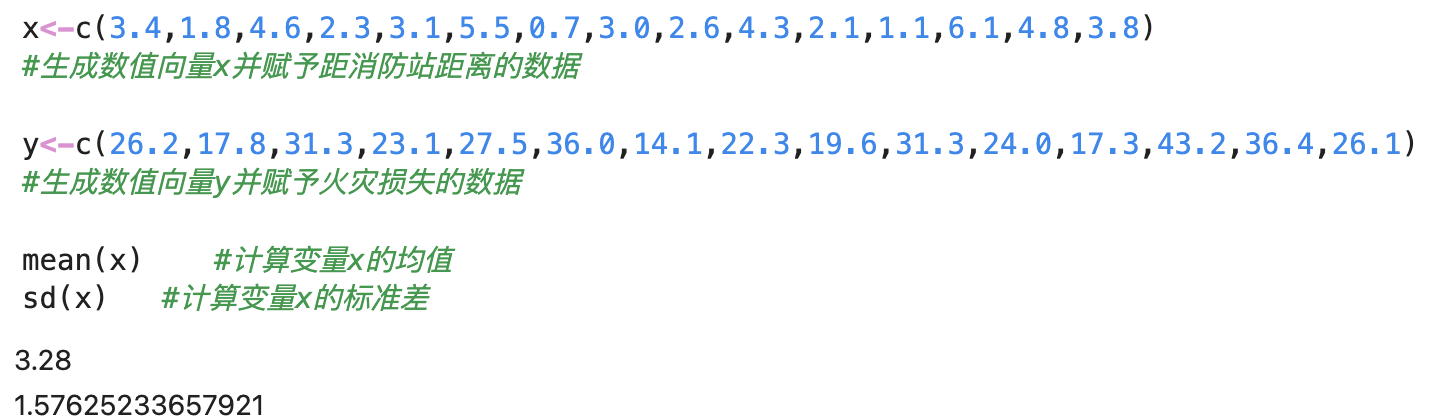 x<-c(3.4,1.8,4.6,2.3,3.1,5.5,0.7,3.0,2.6,4.3,2.1,1.1,6.1,4.8,3.8)
#生成数值向量x并赋予距消防站距离的数据
y<-c(26.2,17.8,31.3,23.1,27.5,36.0,14.1,22.3,19.6,31.3,24.0,17.3,43.2,36.4,26.1)
#生成数值向量y并赋予火灾损失的数据
mean(x)    #计算变量x的均值
sd(x)   #计算变量x的标准差
3.28
1.57625233657921